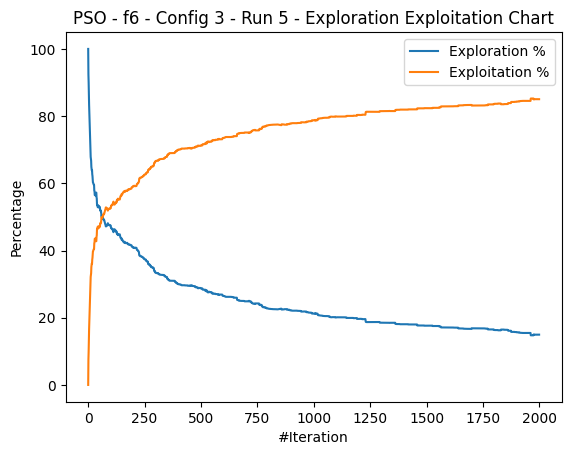 PSO - f6 - Config 3 - Run 5 - Exploration Exploitation Chart
Exploration %
Exploitation %
Percentage
100
80
60
40
20
0
0 250 500 750 1000 1250 1500 1750 2000
#Iteration